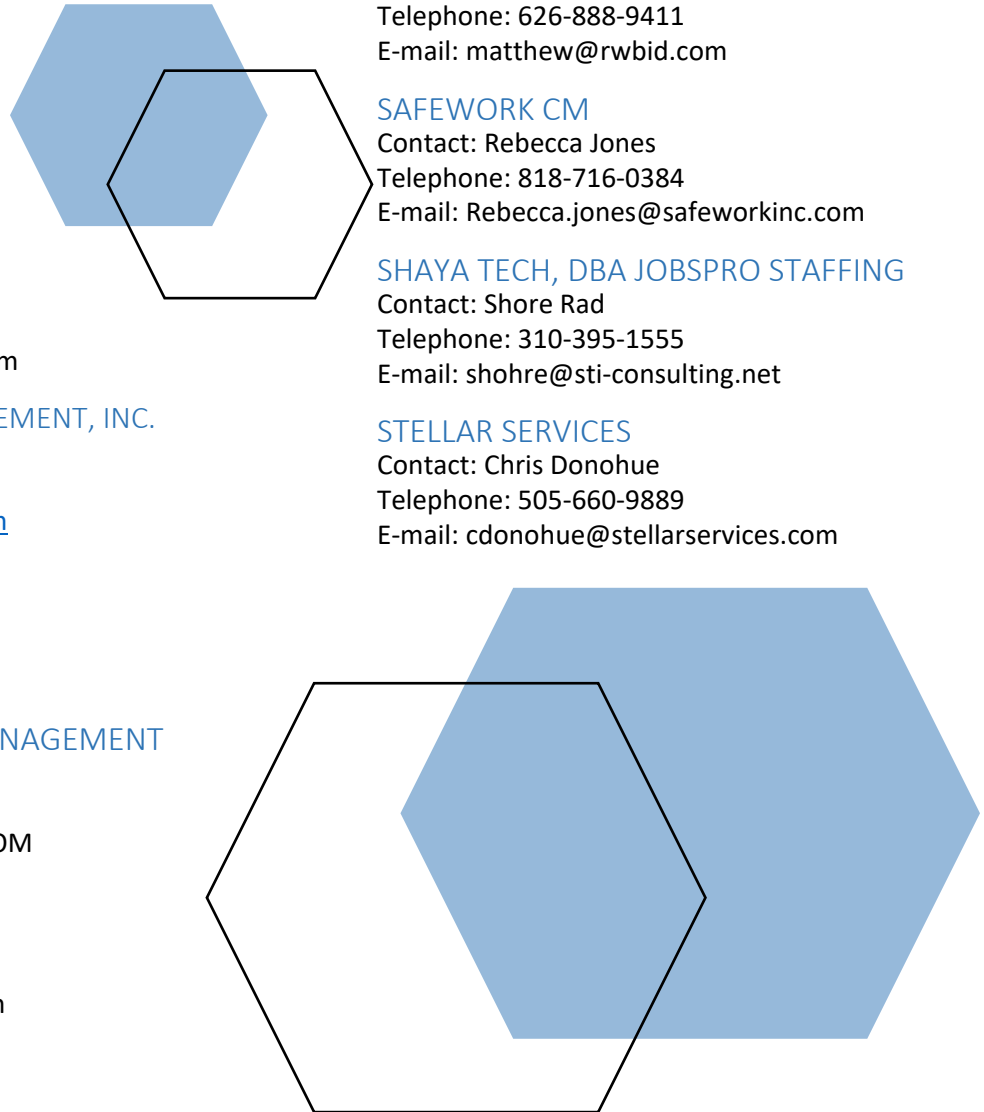 m
EMENT, INC.
m
NAGEMENT
OM
m
Telephone: 626-888-9411
E-mail: matthew@rwbid.com
SAFEWORK CM
Contact: Rebecca Jones
Telephone: 818-716-0384
E-mail: Rebecca.jones@safeworkinc.com
SHAYA TECH, DBA JOBSPRO STAFFING
Contact: Shore Rad
Telephone: 310-395-1555
E-mail: shohre@sti-consulting.net
STELLAR SERVICES
Contact: Chris Donohue
Telephone: 505-660-9889
E-mail: cdonohue@stellarservices.com